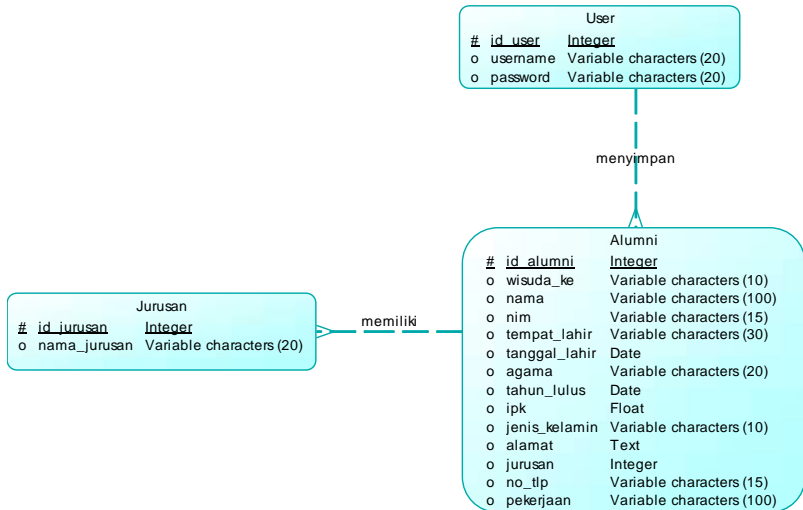 User
# id_user Integer
o username Variable characters (20)
o password Variable characters (20)
menyimpan
Alumni
# id_alumni Integer
o wisuda_ke Variable characters (10)
o nama Variable characters (100)
o nim Variable characters (15)
o tempat_lahir Variable characters (30)
o tanggal_lahir Date
o agama Variable characters (20)
o tahun_lulus Date
o ipk Float
o jenis_kelamin Variable characters (10)
o alamat Text
o jurusan Integer
o no_tlp Variable characters (15)
o pekerjaan Variable characters (100)
Jurusan
# id_jurusan Integer
o nama_jurusan Variable characters (20)
memiliki